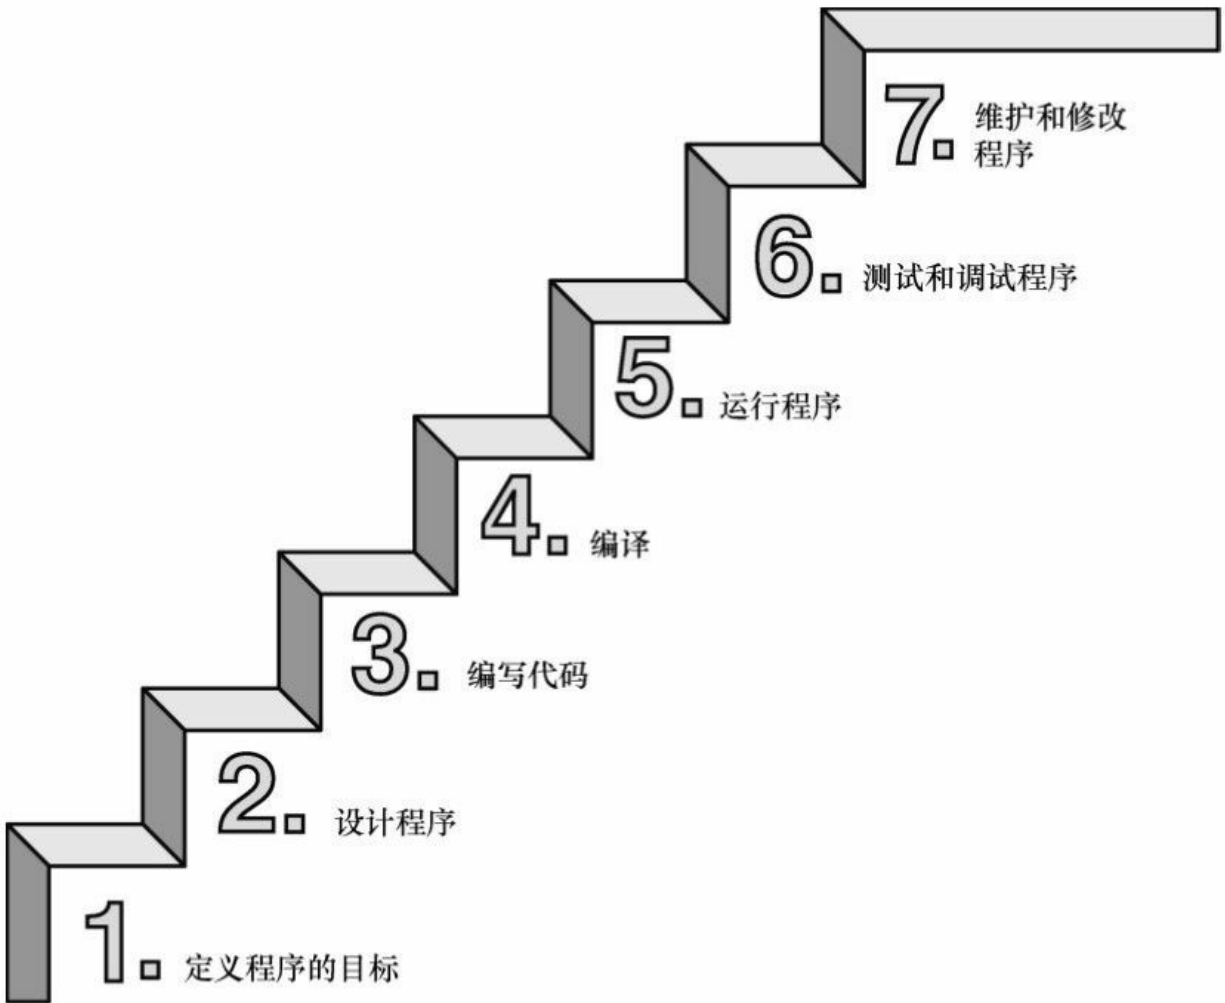 7. 维护和修改
程序
6. 测试和调试程序
5. 运行程序
4. 编译
3. 编写代码
2. 设计程序
1. 定义程序的目标